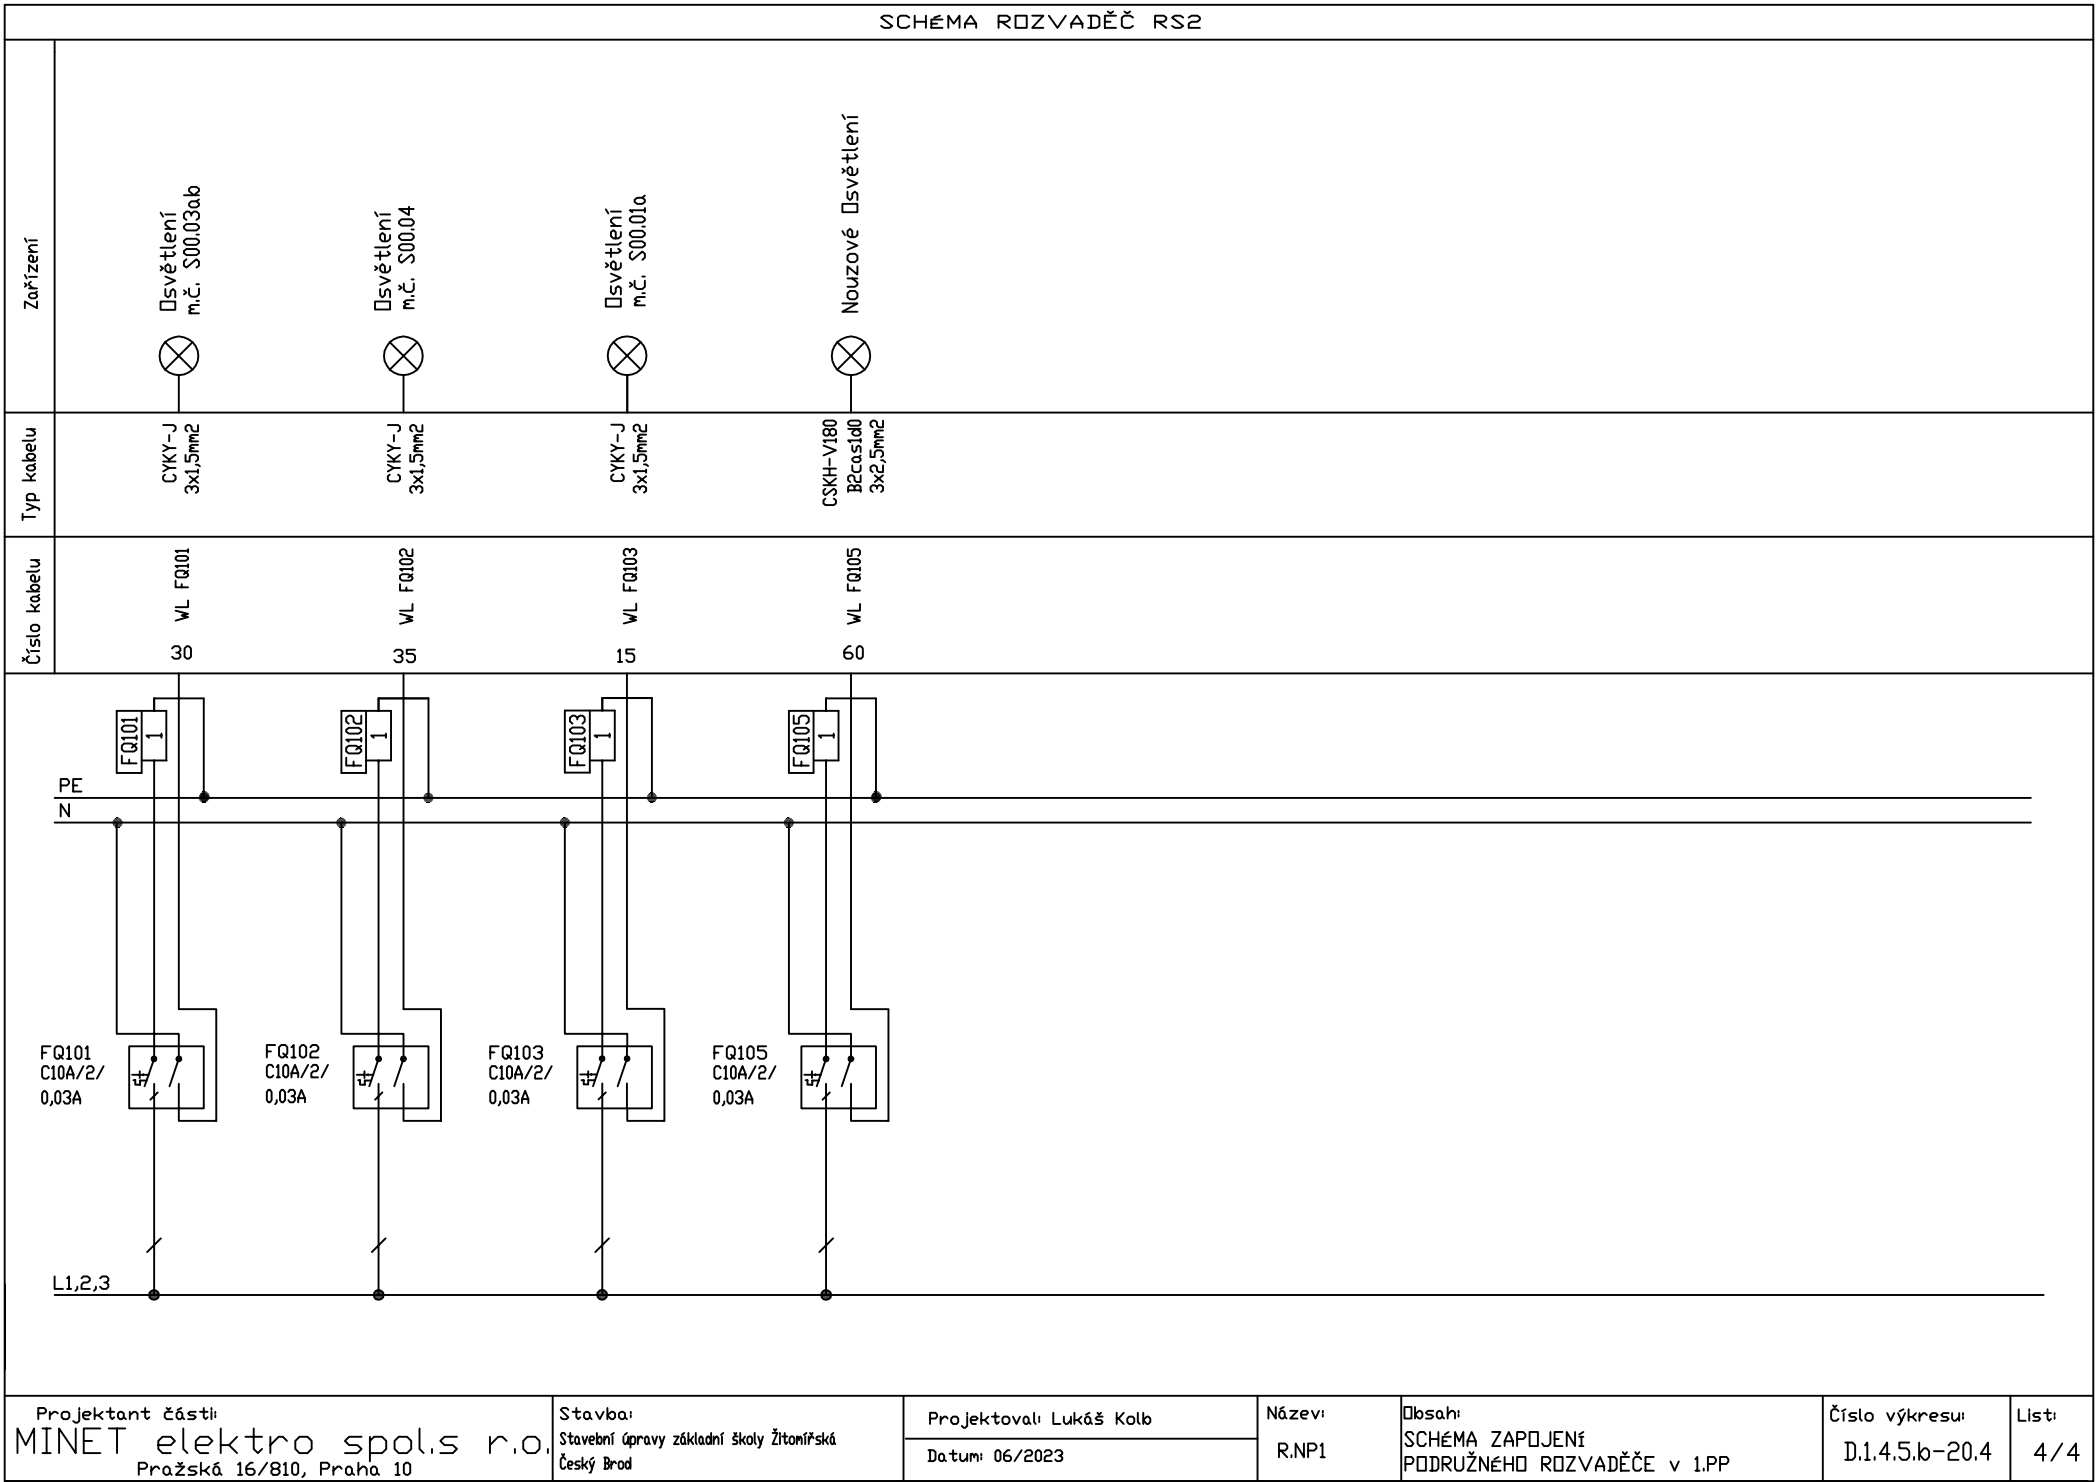 SCHÉMA ROZVADĚČ RS2
Zařízení
Osvětlení
m.č. S00.03ab
Osvětlení
m.č. S00.04
Osvětlení
m.č. S00.01a
Nouzové Osvětlení
Typ kabelu
CYKY-J
3x1,5mm2
CYKY-J
3x1,5mm2
CYKY-J
3x1,5mm2
CSKH-V180
B2cas1d0
3x2,5mm2
Číslo kabelu
WL FQ101
30
WL FQ102
35
WL FQ103
15
WL FQ105
60
FQ101
1
FQ102
1
FQ103
1
FQ105
1
PE
N
FQ101
C10A/2/
0,03A
FQ102
C10A/2/
0,03A
FQ103
C10A/2/
0,03A
FQ105
C10A/2/
0,03A
L1,2,3
Projektant části:
MINET elektro spol.s r.o.
Pražská 16/810, Praha 10
Stavba:
Stavební úpravy základní školy Žitomířská
Český Brod
Projektoval: Lukáš Kolb
Datum: 06/2023
Název:
R.NP1
Obsah:
SCHÉMA ZAPOJENÍ
PODRUŽNÉHO ROZVADĚČE v 1.PP
Číslo výkresu:
D.1.4.5.b-20.4
List:
4/4